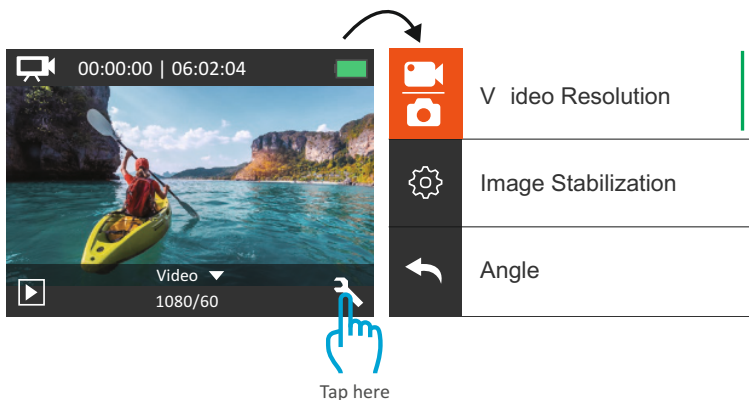 00:00:00 | 06:02:04
Video
1080/60
Tap here
V ideo Resolution
Image Stabilization
Angle